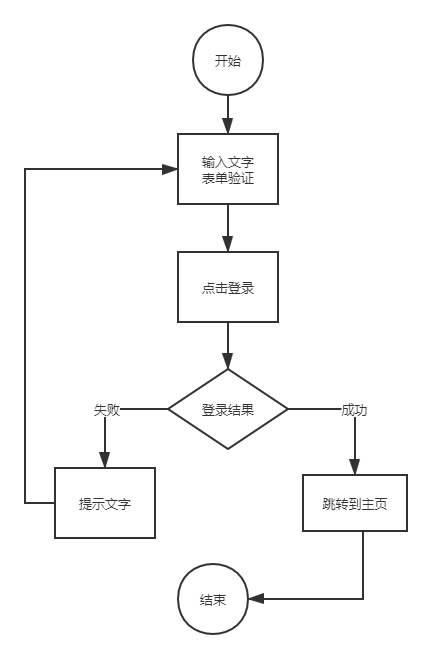 开始
输入文字
表单验证
点击登录
登录结果
失败
成功
提示文字
跳转到主页
结束